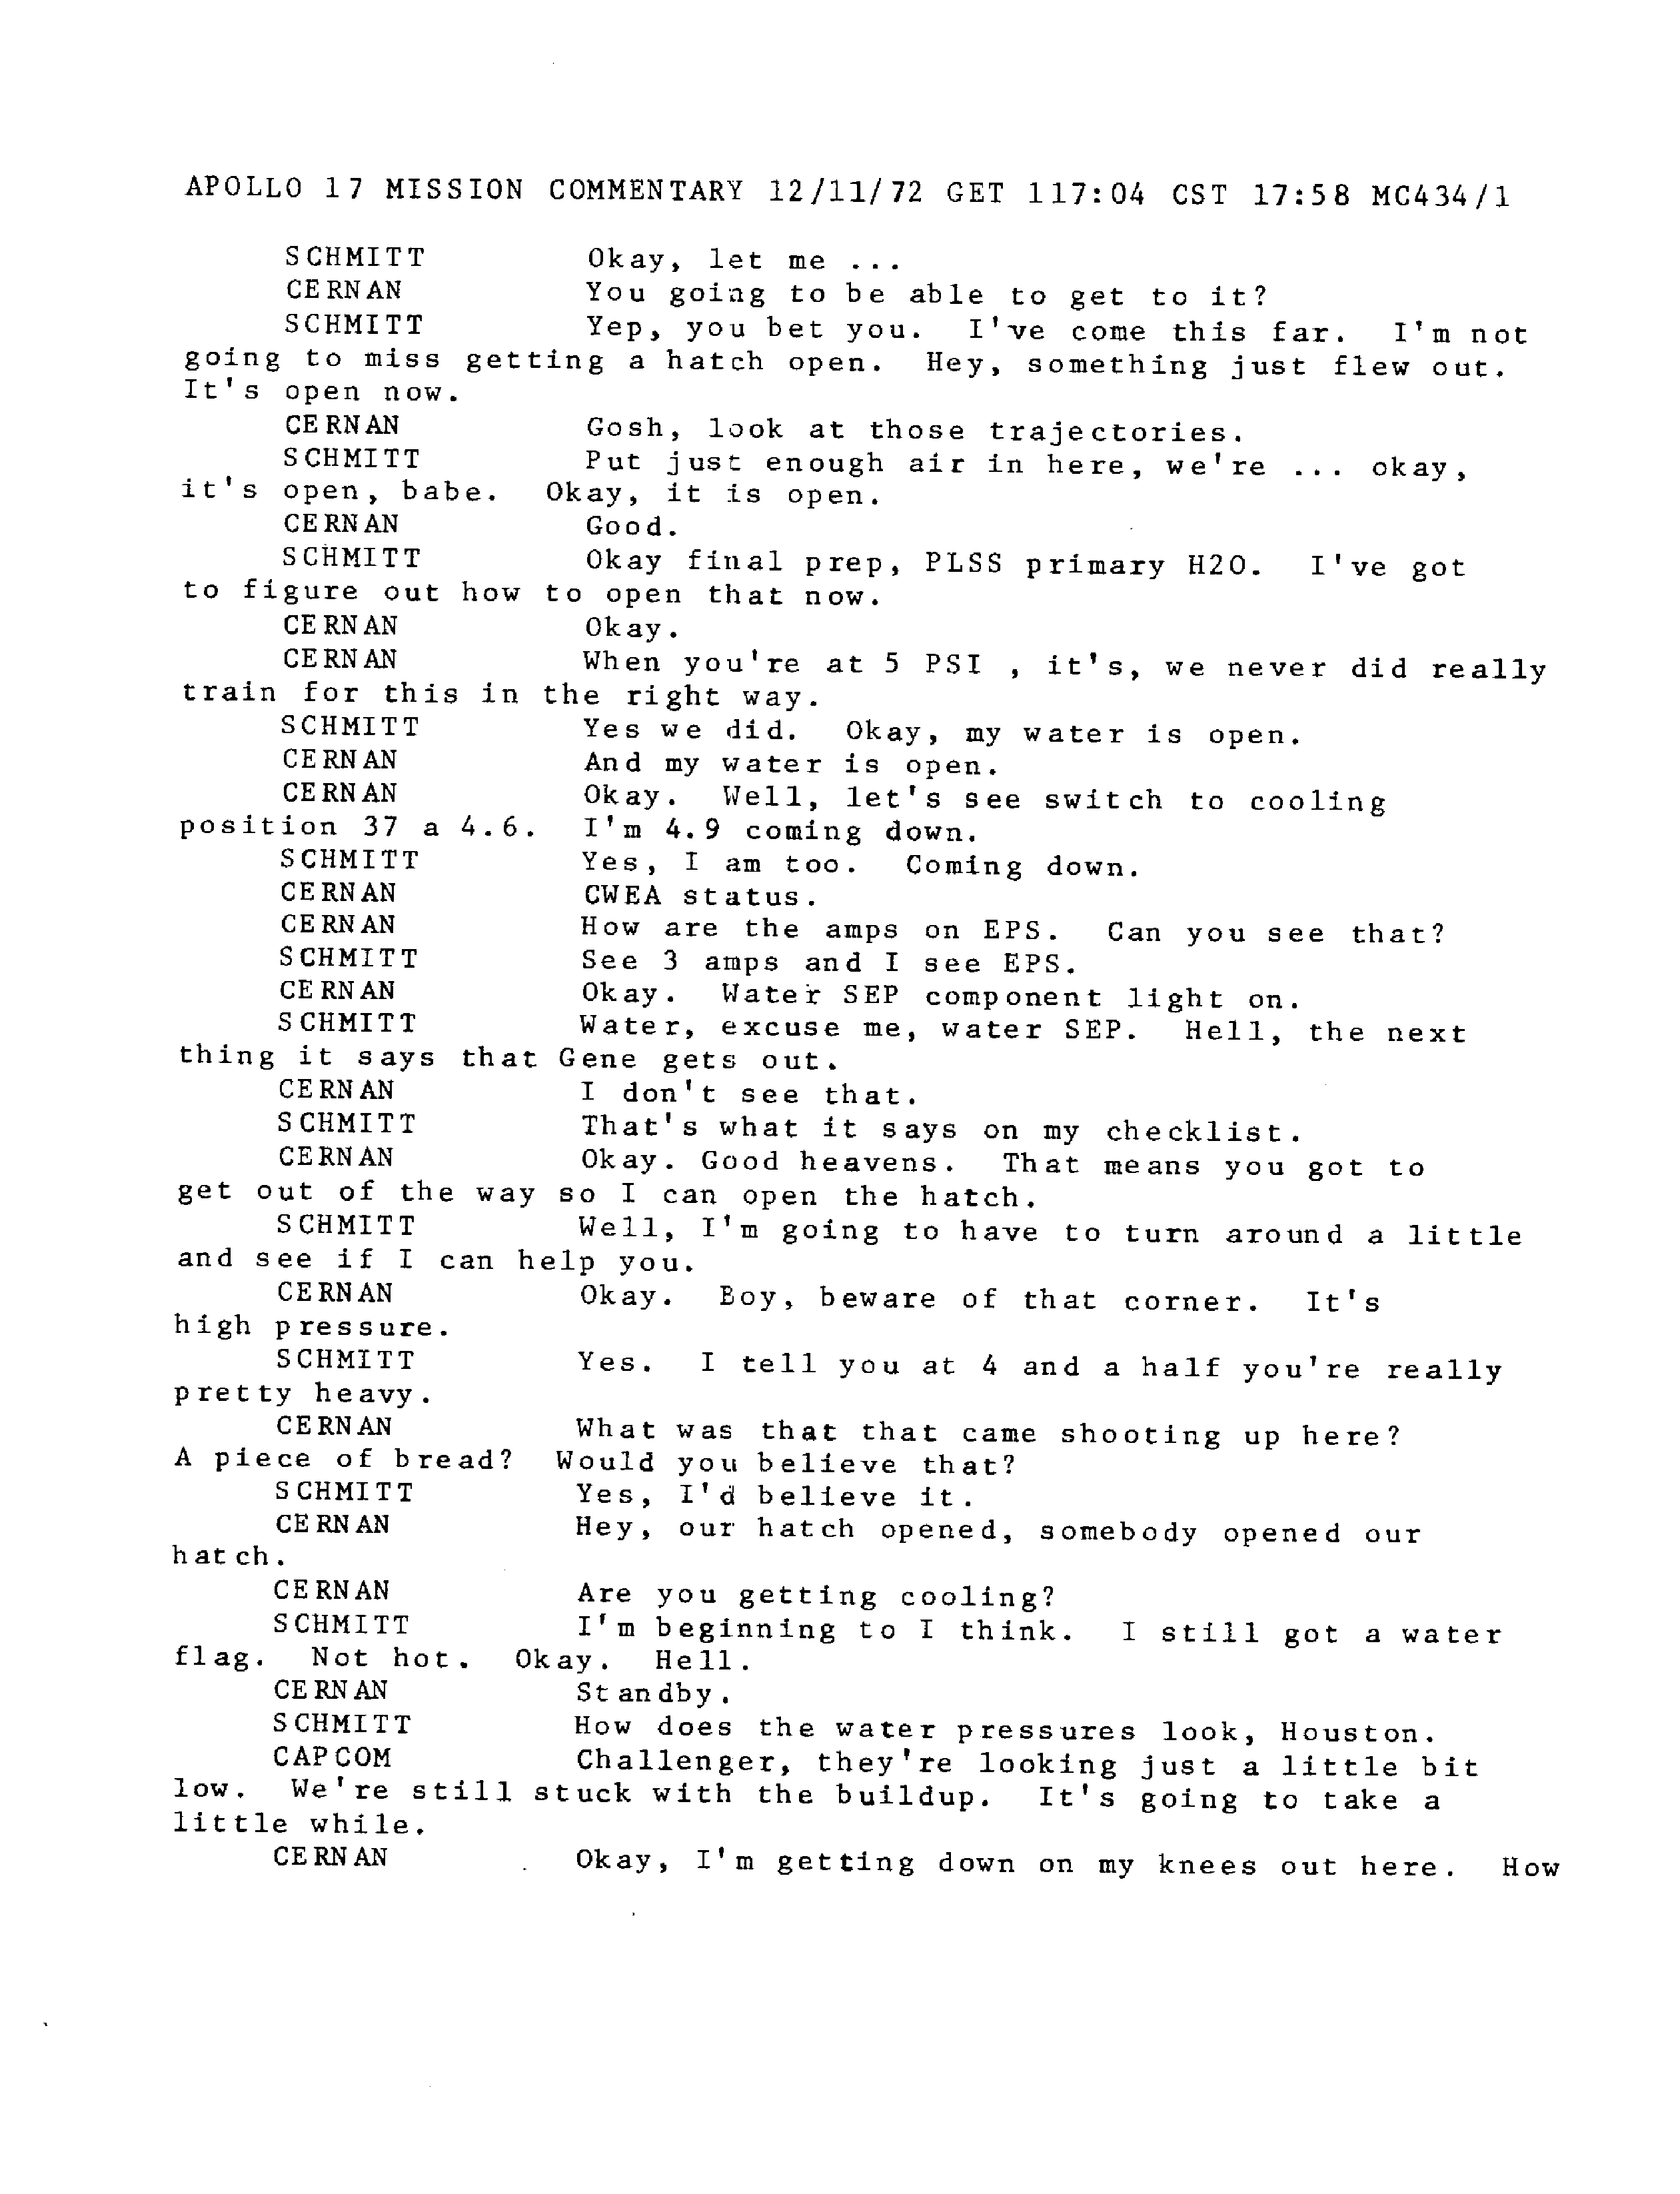 APOLLO 17 MISSION COMMENTARY 12/11/72 GET 117:04 CST 17:58 MC434/1
SCHMITT Okay, let me ...
CERNAN You going to be able to get to it?
SCHMITT Yep, you bet you. I've come this far. I'm not
going to miss getting a hatch open. Hey, something just flew out.
It's open now.
CERNAN Gosh, look at those trajectories.
SCHMITT Put just enough air in here, we're ... okay,
it's open, babe. Okay, it is open.
CERNAN Good.
SCHMITT Okay final prep, PLSS primary H2O. I've got
to figure out how to open that now.
CERNAN Okay.
CERNAN When you're at 5 PSI , it's, we never did really
train for this in the right way.
SCHMITT Yes we did. Okay, my water is open.
CERNAN And my water is open.
CERNAN Okay. Well, let's see switch to cooling
position 37 a 4.6. I'm 4.9 coming down.
SCHMITT Yes, I am too. Coming down.
CERNAN CWEA status.
CERNAN How are the amps on EPS. Can you see that?
SCHMITT See 3 amps and I see EPS.
CERNAN Okay. Water SEP component light on.
SCHMITT Water, excuse me, water SEP. Hell, the next
thing it says that Gene gets out.
CERNAN I don't see that.
SCHMITT That's what it says on my checklist.
CERNAN Okay. Good heavens. That means you got to
get out of the way so I can open the hatch.
SCHMITT Well, I'm going to have to turn around a little
and see if I can help you.
CERNAN Okay. Boy, beware of that corner. It's
high pressure.
SCHMITT Yes. I tell you at 4 and a half you're really
pretty heavy.
CERNAN What was that that came shooting up here?
A piece of bread? Would you believe that?
SCHMITT Yes, I'd believe it.
CERNAN Hey, our hatch opened, somebody opened our
hatch.
CERNAN Are you getting cooling?
SCHMITT I'm beginning to I think. I still got a water
flag. Not hot. Okay. Hell.
CERNAN Standby.
SCHMITT How does the water pressures look, Houston.
CAPCOM Challenger, they're looking just a little bit
low. We're still stuck with the buildup. It's going to take a
little while.
CERNAN Okay, I'm getting down on my knees out here. How